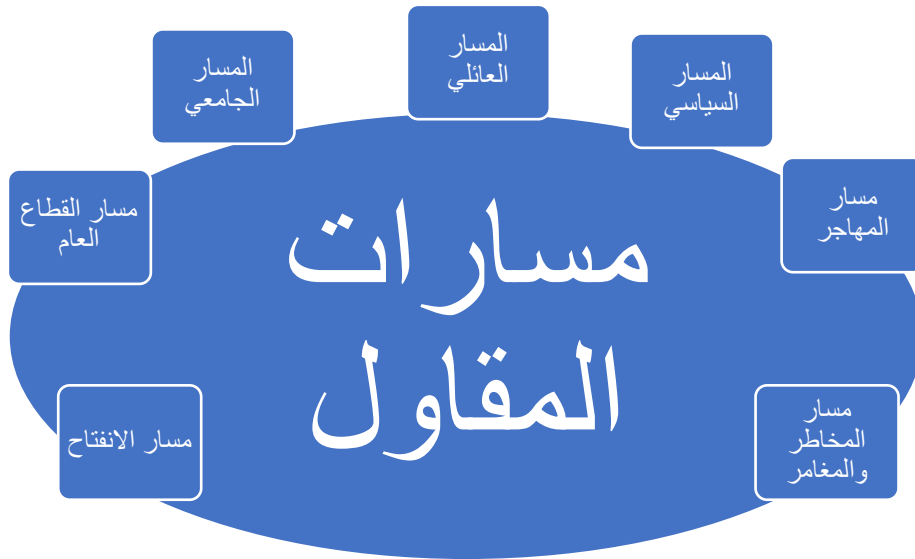 المسار
العائلي
المسار
السياسي
المسار
الجامعي
مسار
المهاجر
مسار القطاع
العام
مسارات
المقاول
مسار
المخاطر
والمغامر
مسار الانفتاح